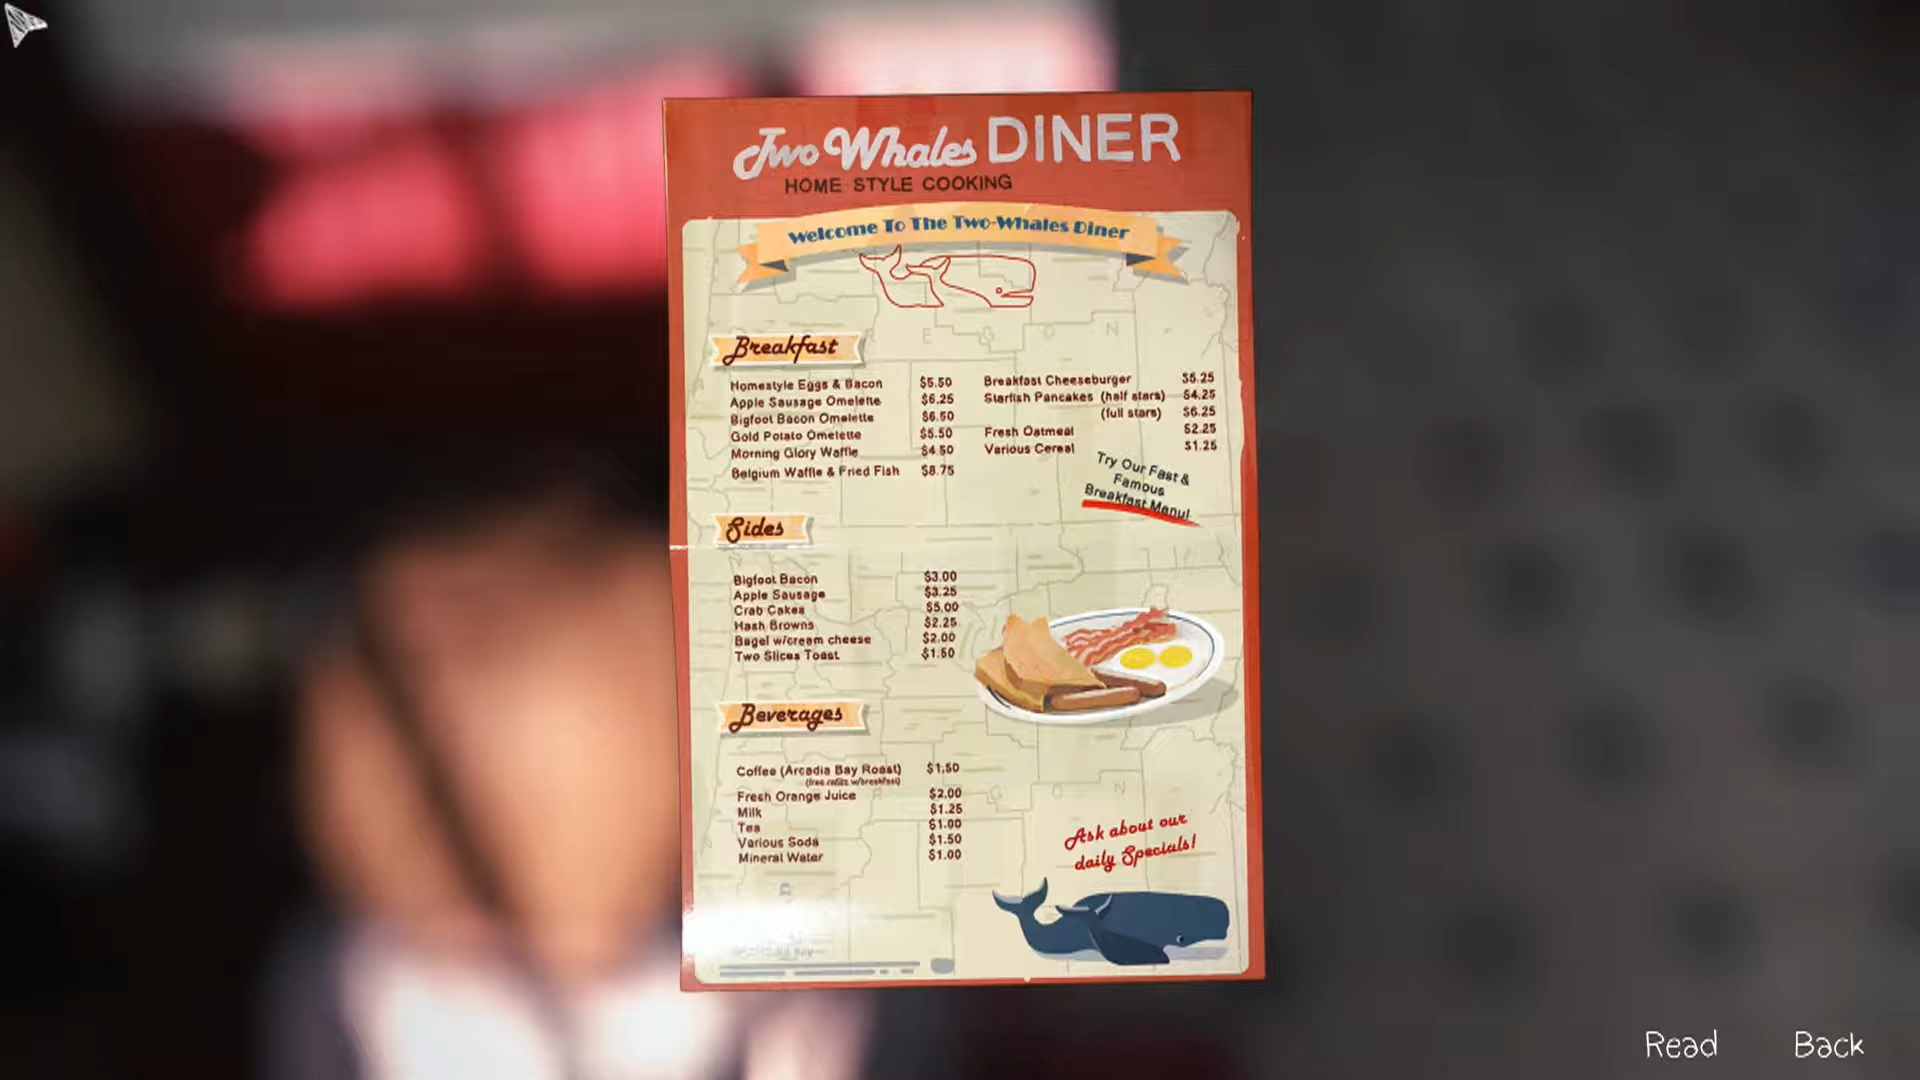 Two Whales DINER
HOME STYLE COOKING
Welcome To The Two-Whales Diner
E G O N
Breakfast
Homestyle Eggs & Bacon $5.50
Apple Sausage Omelette $6.25
Bigfoot Bacon Omelette $6.50
Gold Potato Omelette $5.50
Morning Glory Waffle $4.50
Belgium Waffle & Fried Fish $8.75
Breakfast Cheeseburger $5.25
Starfish Pancakes (half stars) $4.25
(full stars) $6.25
Fresh Oatmeal $2.25
Various Cereal $1.25
Try Our Fast &
Famous
Breakfast Menu!
Sides
Bigfoot Bacon $3.00
Apple Sausage $3.25
Crab Cakes $5.00
Hash Browns $2.25
Bagel w/cream cheese $2.00
Two Slices Toast $1.50
Beverages
Coffee (Arcadia Bay Roast) $1.50
(free refills w/breakfast)
Fresh Orange Juice $2.00
Milk $1.25
Tea $1.00
Various Soda $1.50
Mineral Water $1.00
G O N
Ask about our
daily Specials!
Read Back